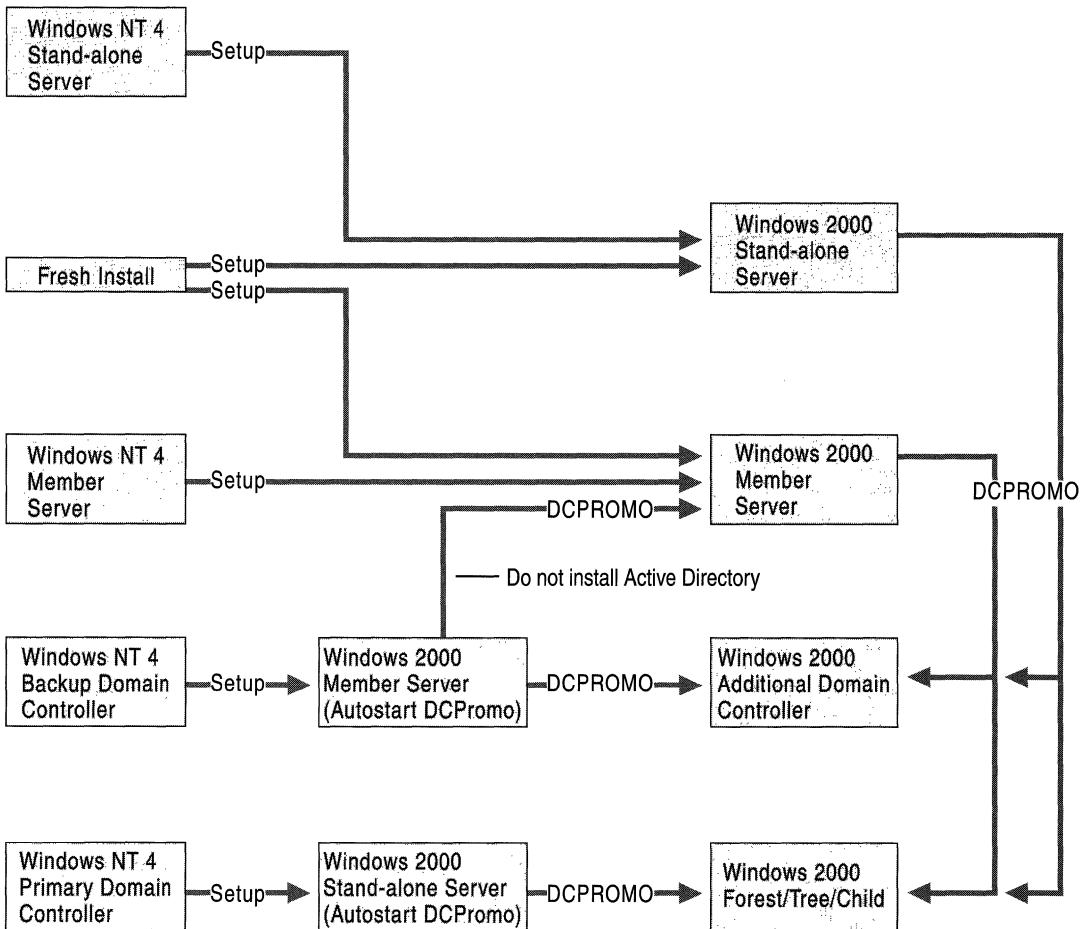 Windows NT 4
Stand-alone
Server
Setup
Windows 2000
Stand-alone
Server
Fresh Install
Setup
Setup
Windows NT 4
Member
Server
Setup
Windows 2000
Member
Server
DCPROMO
DCPROMO
Do not install Active Directory
Windows NT 4
Backup Domain
Controller
Setup
Windows 2000
Member Server
(Autostart DCPromo)
DCPROMO
Windows 2000
Additional Domain
Controller
Windows NT 4
Primary Domain
Controller
Setup
Windows 2000
Stand-alone Server
(Autostart DCPromo)
DCPROMO
Windows 2000
Forest/Tree/Child